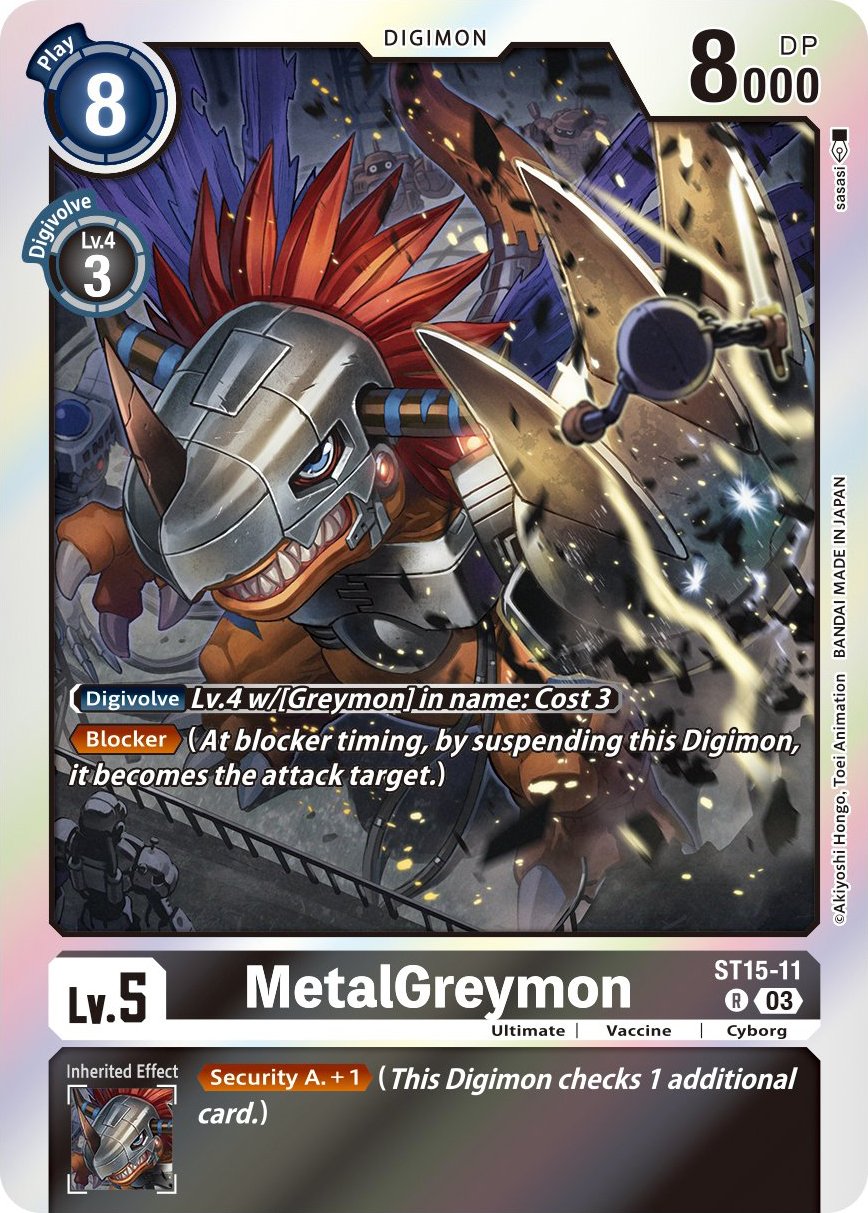 DIGIMON
Play
8
DP
8000
Digivolve
Lv.4
3
sasasi
Digivolve Lv.4 w/[Greymon] in name: Cost 3
Blocker (At blocker timing, by suspending this Digimon,
it becomes the attack target.)
©Akiyoshi Hongo, Toei Animation BANDAI MADE IN JAPAN
Lv.5
MetalGreymon
ST15-11
R 03
Ultimate | Vaccine | Cyborg
Inherited Effect
Security A. + 1 (This Digimon checks 1 additional
card.)